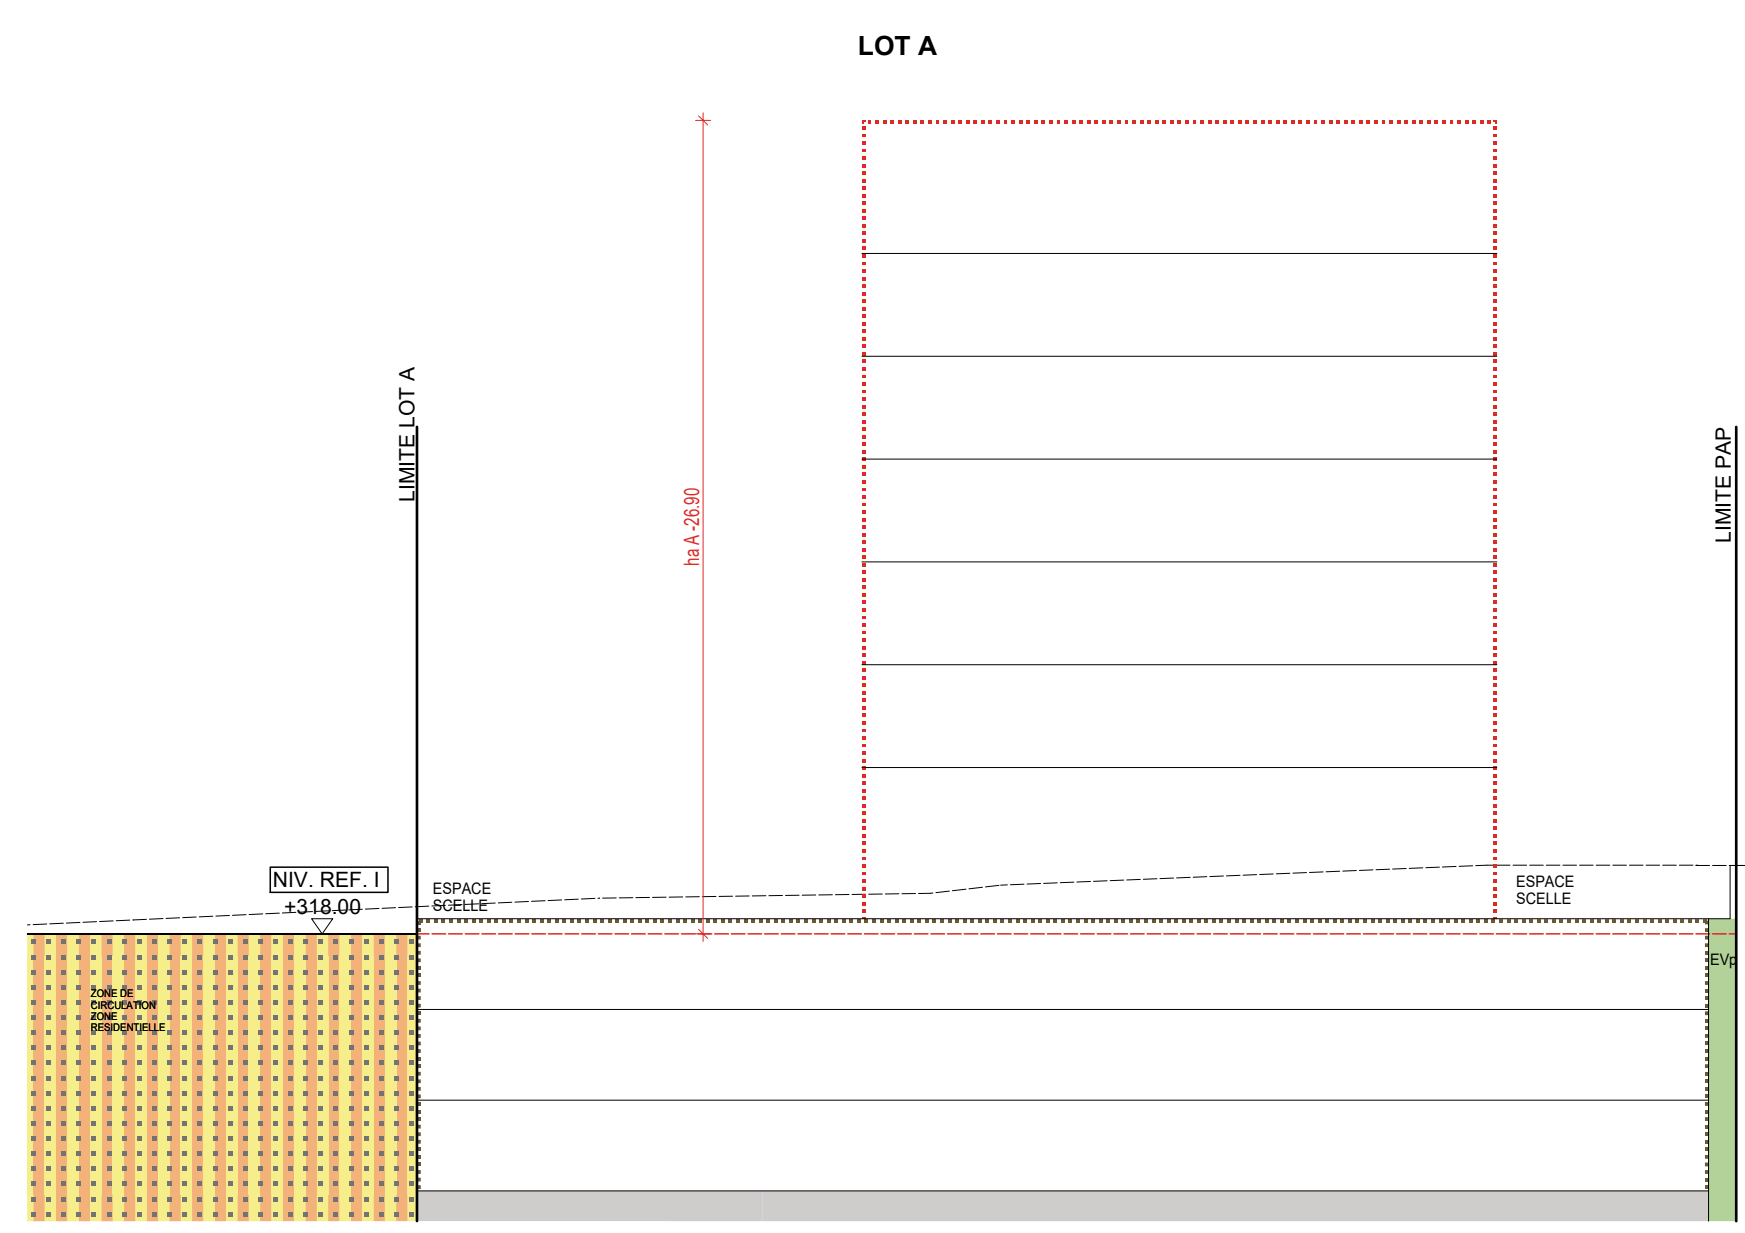 LOT A
LIMITE LOT A
LIMITE PAP
ha A -26.90
NIV. REF. I
+318.00
ESPACE
SCELLE
ESPACE
SCELLE
EVp
ZONE DE
CIRCULATION
ZONE
RESIDENTIELLE